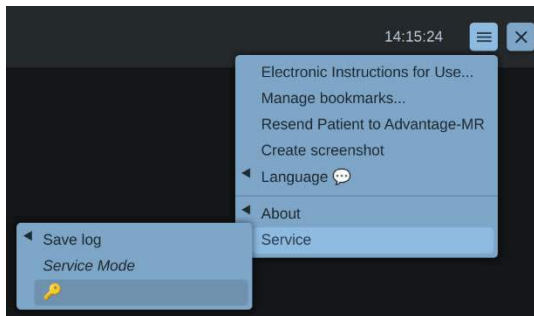 14:15:24
Electronic Instructions for Use...
Manage bookmarks...
Resend Patient to Advantage-MR
Create screenshot
Language 💬
About
Service
Save log
Service Mode
🔑